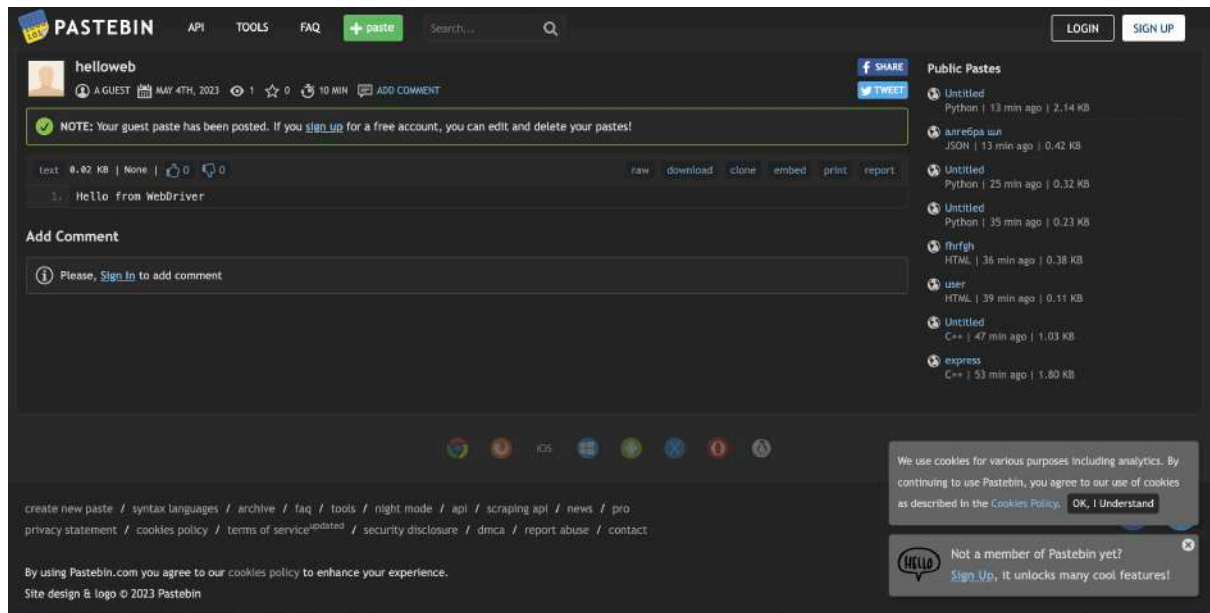 PASTEBIN API TOOLS FAQ + paste Search... LOGIN SIGN UP
helloweb
A GUEST MAY 4TH, 2023 1 0 10 MIN ADD COMMENT
SHARE
TWEET
NOTE: Your guest paste has been posted. If you sign up for a free account, you can edit and delete your pastes!
text 0.02 KB | None | 0 0 raw download clone embed print report
1. Hello from WebDriver
Add Comment
Please, Sign In to add comment
Public Pastes
Untitled
Python | 13 min ago | 2.14 KB
алгебра шл
JSON | 13 min ago | 0.42 KB
Untitled
Python | 25 min ago | 0.32 KB
Untitled
Python | 35 min ago | 0.23 KB
fhrfgh
HTML | 36 min ago | 0.38 KB
user
HTML | 39 min ago | 0.11 KB
Untitled
C++ | 47 min ago | 1.03 KB
express
C++ | 53 min ago | 1.80 KB
iOS
create new paste / syntax languages / archive / faq / tools / night mode / api / scraping api / news / pro
privacy statement / cookies policy / terms of service updated / security disclosure / dmca / report abuse / contact
By using Pastebin.com you agree to our cookies policy to enhance your experience.
Site design & logo © 2023 Pastebin
We use cookies for various purposes including analytics. By
continuing to use Pastebin, you agree to our use of cookies
as described in the Cookies Policy. OK, I Understand
HELLO
Not a member of Pastebin yet?
Sign Up, it unlocks many cool features!